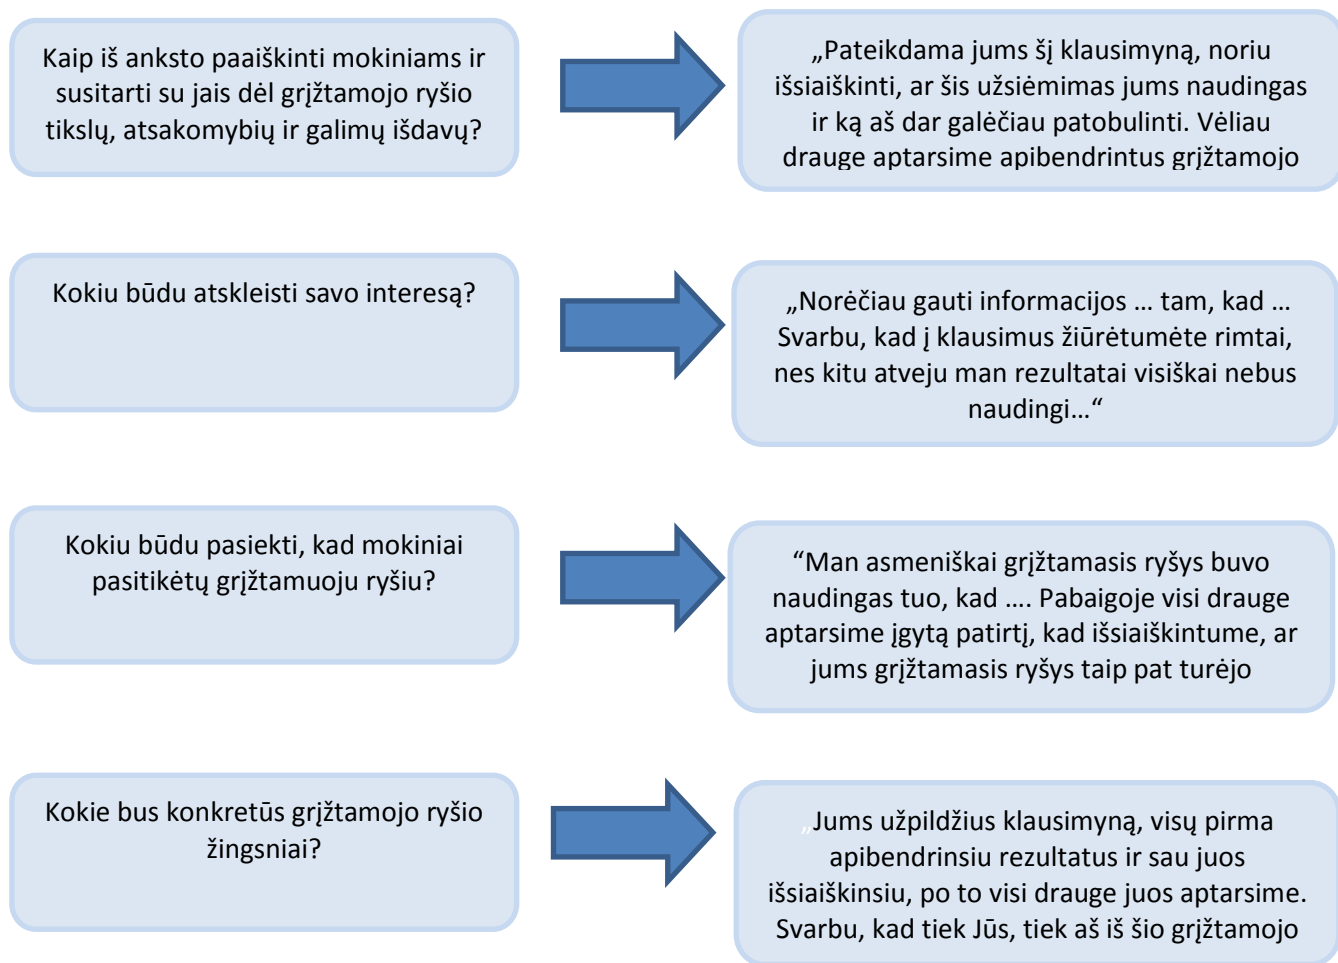 Kaip iš anksto paaiškinti mokiniams ir
susitarti su jais dėl grįžtamojo ryšio
tikslų, atsakomybių ir galimų išdavų?
„Pateikdama jums šį klausimyną, noriu
išsiaiškinti, ar šis užsiėmimas jums naudingas
ir ką aš dar galėčiau patobulinti. Vėliau
drauge aptarsime apibendrintus grįžtamojo
Kokiu būdu atskleisti savo interesą?
„Norėčiau gauti informacijos … tam, kad …
Svarbu, kad į klausimus žiūrėtumėte rimtai,
nes kitu atveju man rezultatai visiškai nebus
naudingi…“
Kokiu būdu pasiekti, kad mokiniai
pasitikėtų grįžtamuoju ryšiu?
“Man asmeniškai grįžtamasis ryšys buvo
naudingas tuo, kad …. Pabaigoje visi drauge
aptarsime įgytą patirtį, kad išsiaiškintume, ar
jums grįžtamasis ryšys taip pat turėjo
Kokie bus konkretūs grįžtamojo ryšio
žingsniai?
„Jums užpildžius klausimyną, visų pirma
apibendrinsiu rezultatus ir sau juos
išsiaiškinsiu, po to visi drauge juos aptarsime.
Svarbu, kad tiek Jūs, tiek aš iš šio grįžtamojo